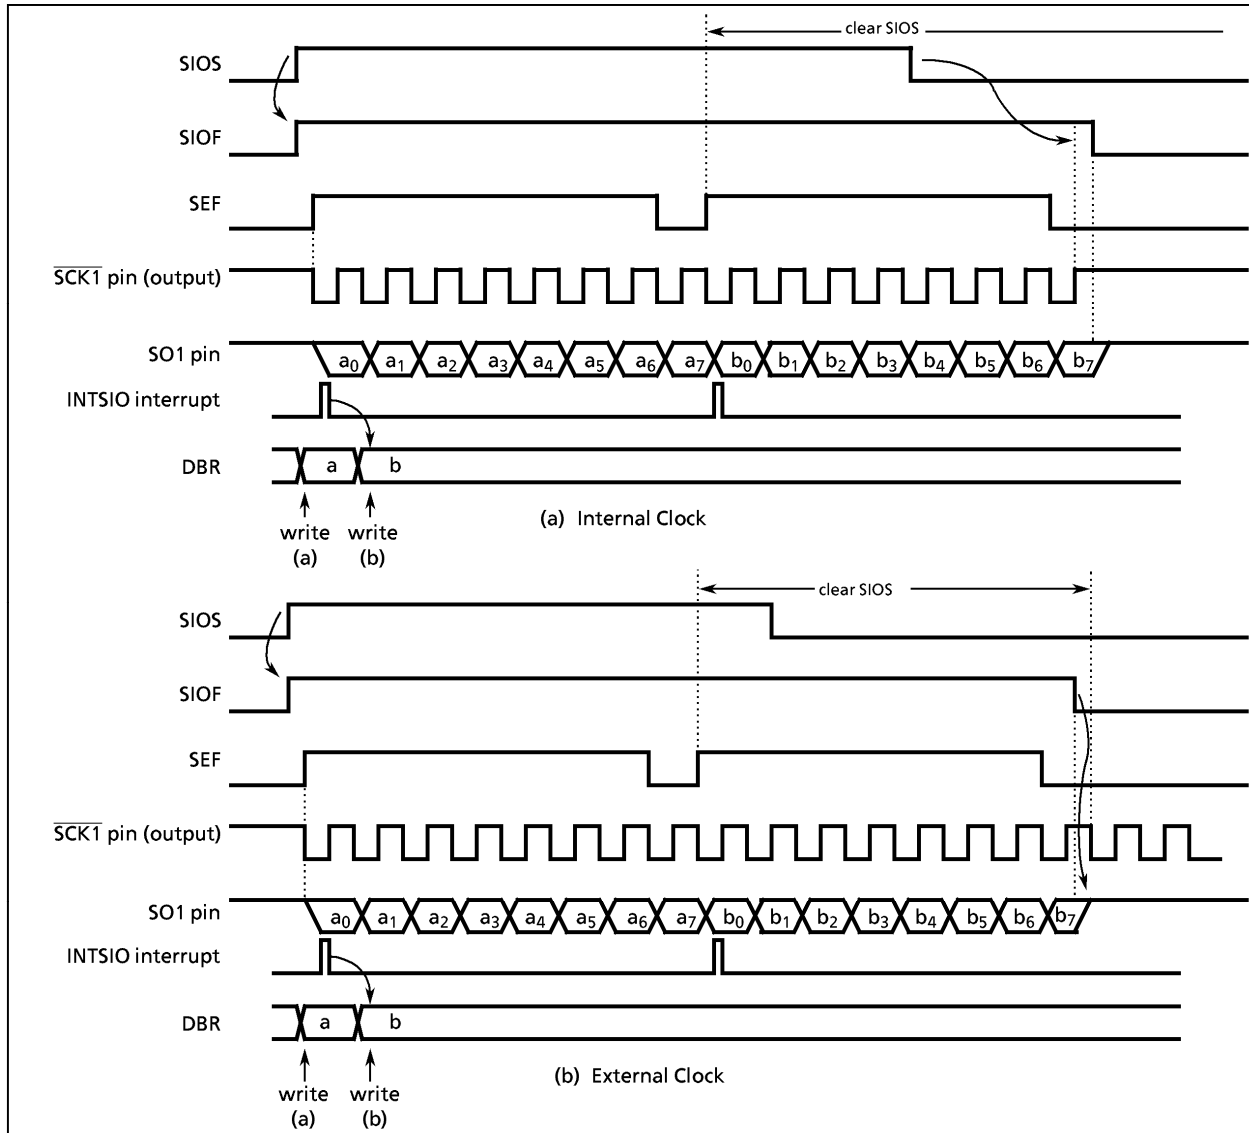 clear SIOS
SIOS
SIOF
SEF
SCK1 pin (output)
SO1 pin a0 a1 a2 a3 a4 a5 a6 a7 b0 b1 b2 b3 b4 b5 b6 b7
INTSIO interrupt
DBR a b
write (a) write (b)
(a) Internal Clock
clear SIOS
SIOS
SIOF
SEF
SCK1 pin (output)
SO1 pin a0 a1 a2 a3 a4 a5 a6 a7 b0 b1 b2 b3 b4 b5 b6 b7
INTSIO interrupt
DBR a b
write (a) write (b)
(b) External Clock